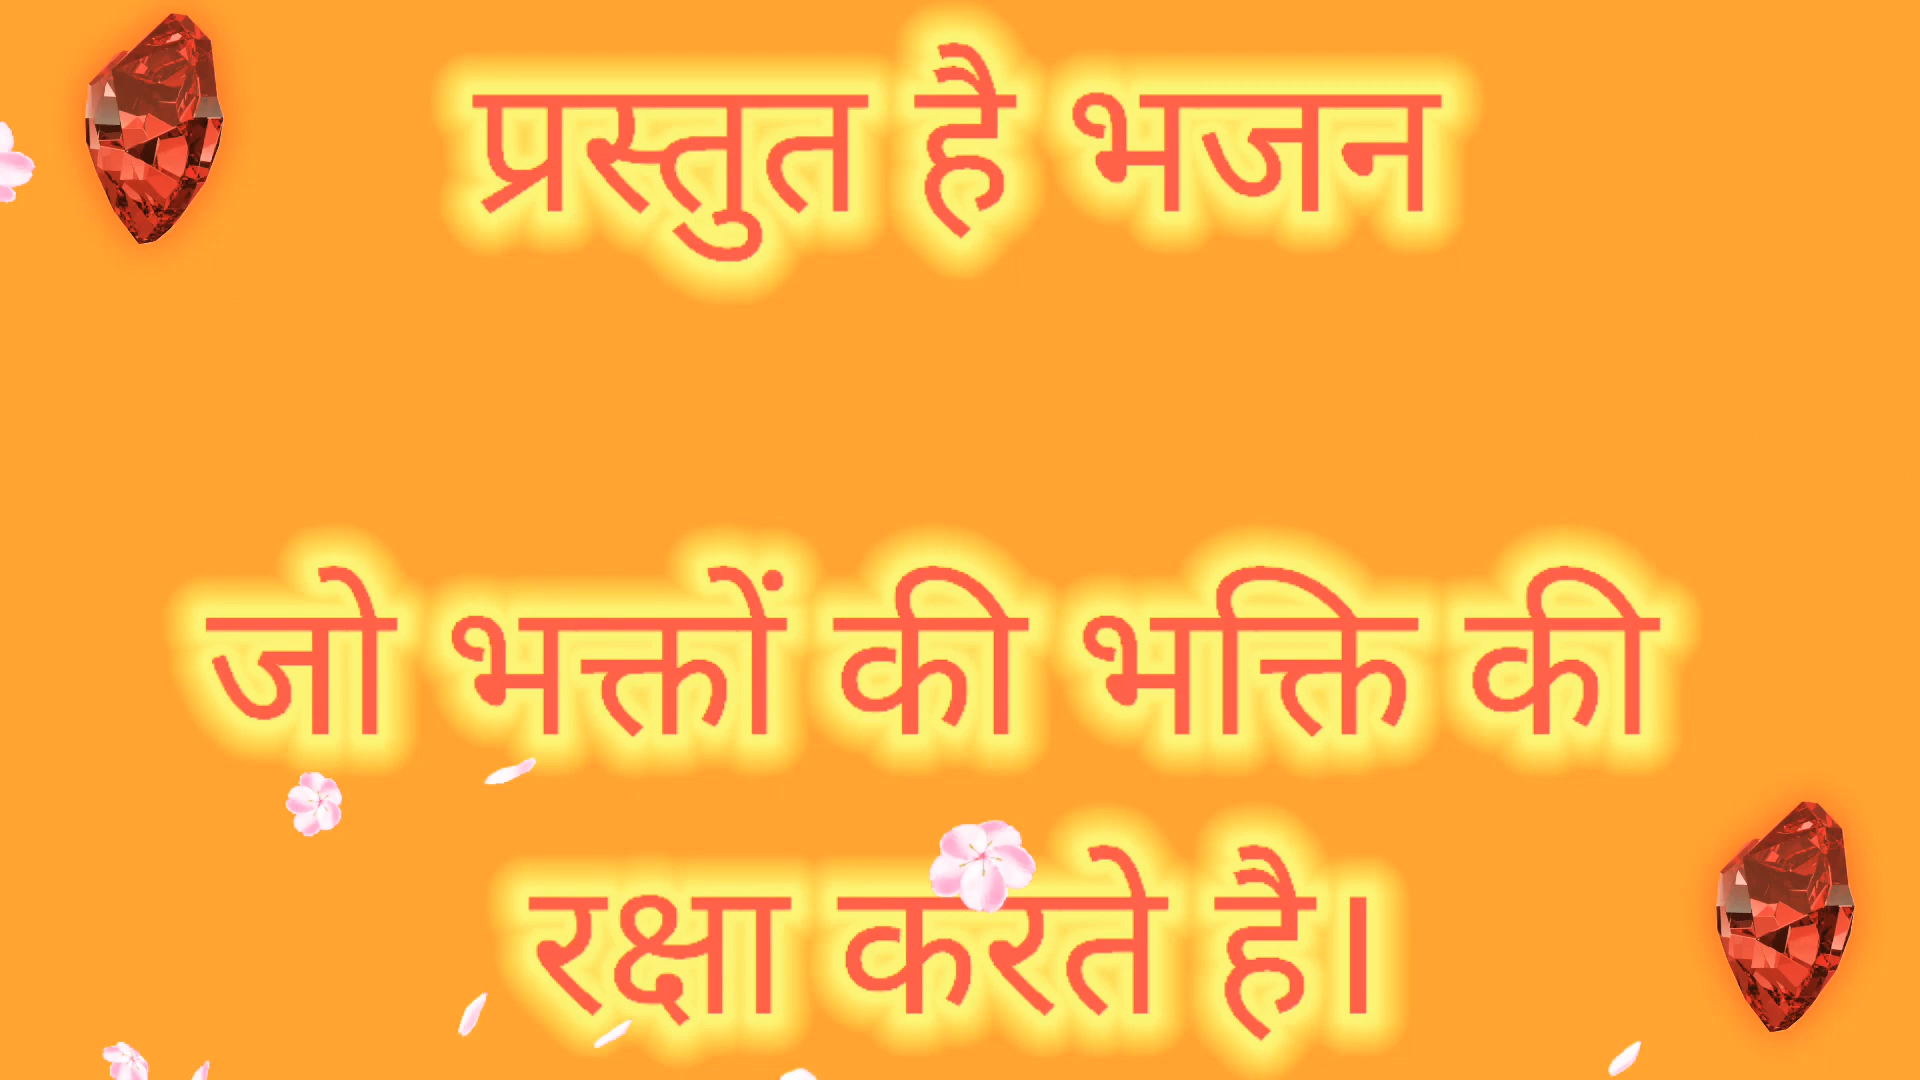 प्रस्तुत है भजन
जो भक्तों की भक्ति की
रक्षा करते है।